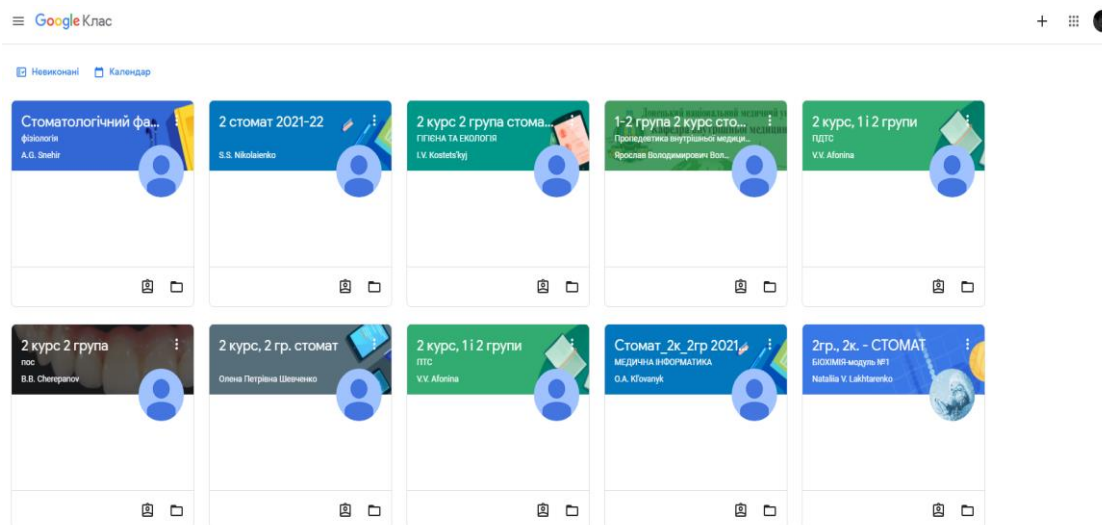 Google Клас
Невиконані Календар
Стоматологічний фа...
фізіологія
A.G. Snehir
2 стомат 2021-22
S.S. Nikolaienko
2 курс 2 група стома...
ГІГІЄНА ТА ЕКОЛОГІЯ
I.V. Kostets'kyj
1-2 група 2 курс сто...
Пропедевтика внутрішньої медици...
Ярослав Володимирович Вол...
2 курс, 1 і 2 групи
ПДТС
V.V. Afonina
2 курс 2 група
пос
B.B. Cherepanov
2 курс, 2 гр. стомат
Олена Петрівна Шевченко
2 курс, 1 і 2 групи
ПТС
V.V. Afonina
Стомат_2к_2гр 2021...
МЕДИЧНА ІНФОРМАТИКА
O.A. Kl'ovanyk
2гр., 2к. - СТОМАТ
БІОХІМІЯ-модуль №1
Nataliia V. Lakhtarenko